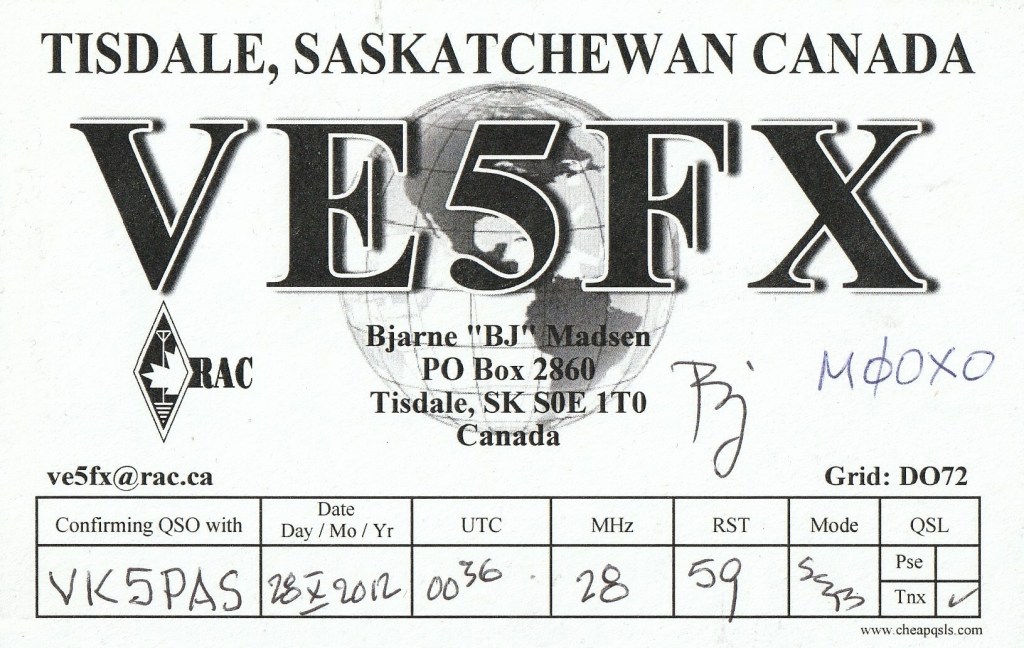 TISDALE, SASKATCHEWAN CANADA
VE5FX
RAC
Bjarne "BJ" Madsen
PO Box 2860
Tisdale, SK S0E 1T0
Canada
Bj
MØOXO
ve5fx@rac.ca
Grid: DO72
Confirming QSO with Date Day / Mo / Yr UTC MHz RST Mode QSL
VK5PAS 28 X 2012 0036 28 59 SSB Pse
Tnx ✓
www.cheapqsls.com